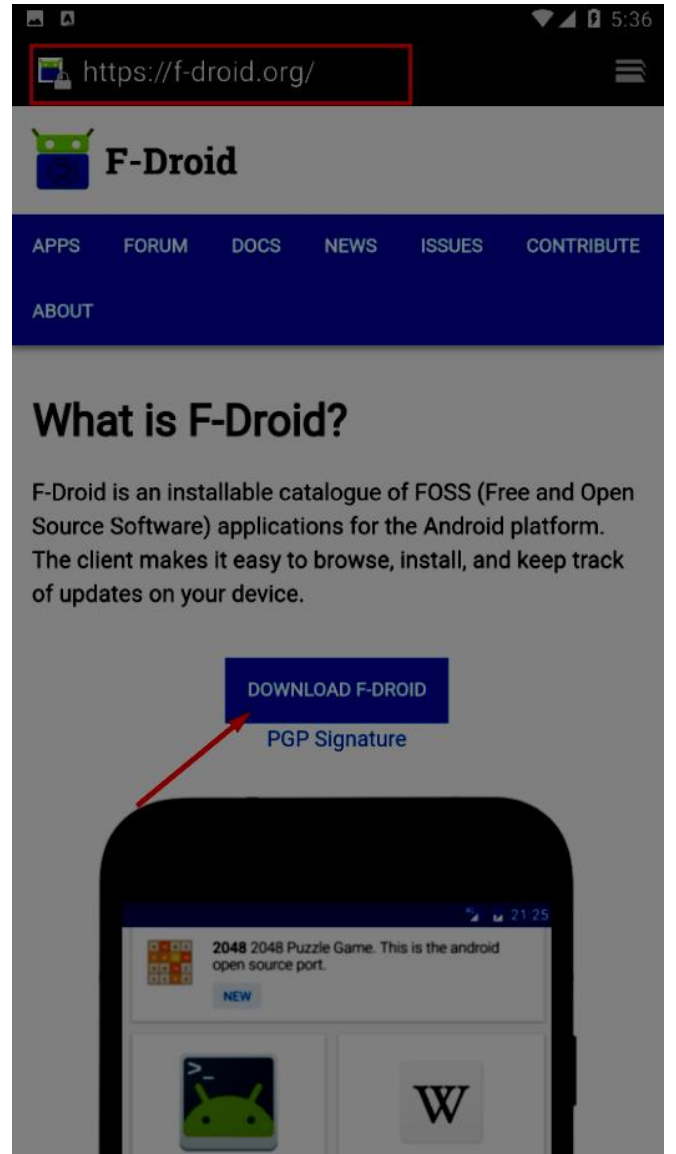 5:36
https://f-droid.org/
F-Droid
APPS FORUM DOCS NEWS ISSUES CONTRIBUTE
ABOUT
What is F-Droid?
F-Droid is an installable catalogue of FOSS (Free and Open
Source Software) applications for the Android platform.
The client makes it easy to browse, install, and keep track
of updates on your device.
DOWNLOAD F-DROID
PGP Signature
21:25
2048 2048 Puzzle Game. This is the android
open source port.
NEW
>_
W